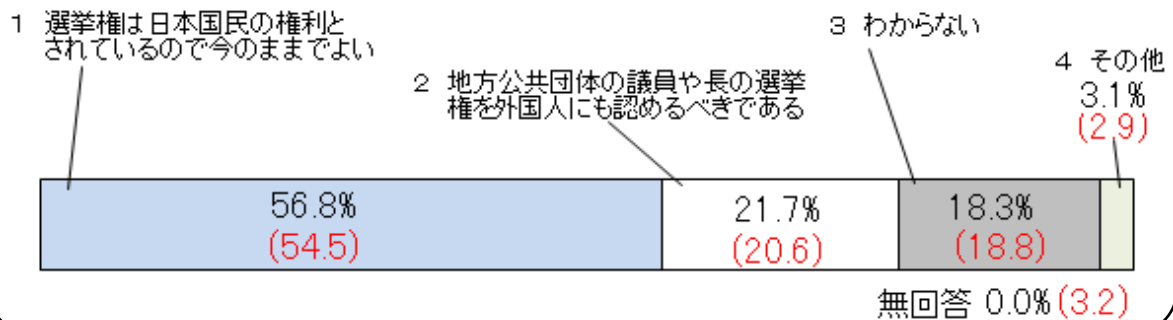 1 選挙権は日本国民の権利と
されているので今のままでよい
2 地方公共団体の議員や長の選挙
権を外国人にも認めるべきである
3 わからない
4 その他
3.1%
(2.9)
56.8%
(54.5)
21.7%
(20.6)
18.3%
(18.8)
無回答 0.0%(3.2)